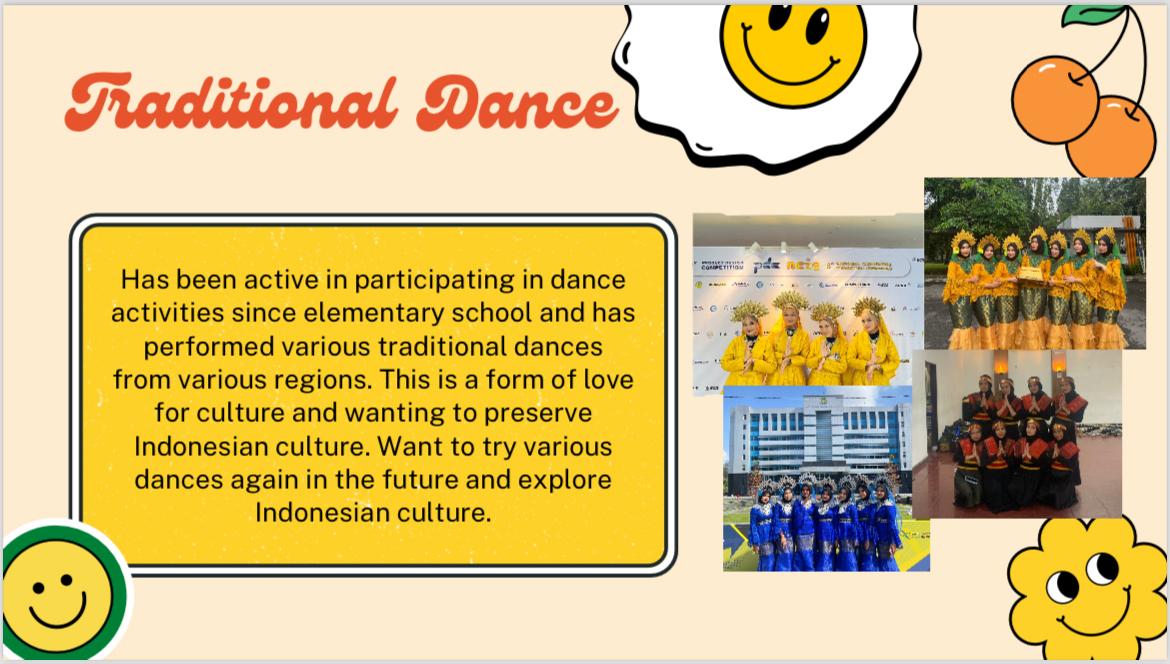 Traditional Dance
Has been active in participating in dance
activities since elementary school and has
performed various traditional dances
from various regions. This is a form of love
for culture and wanting to preserve
Indonesian culture. Want to try various
dances again in the future and explore
Indonesian culture.
COMPETITION